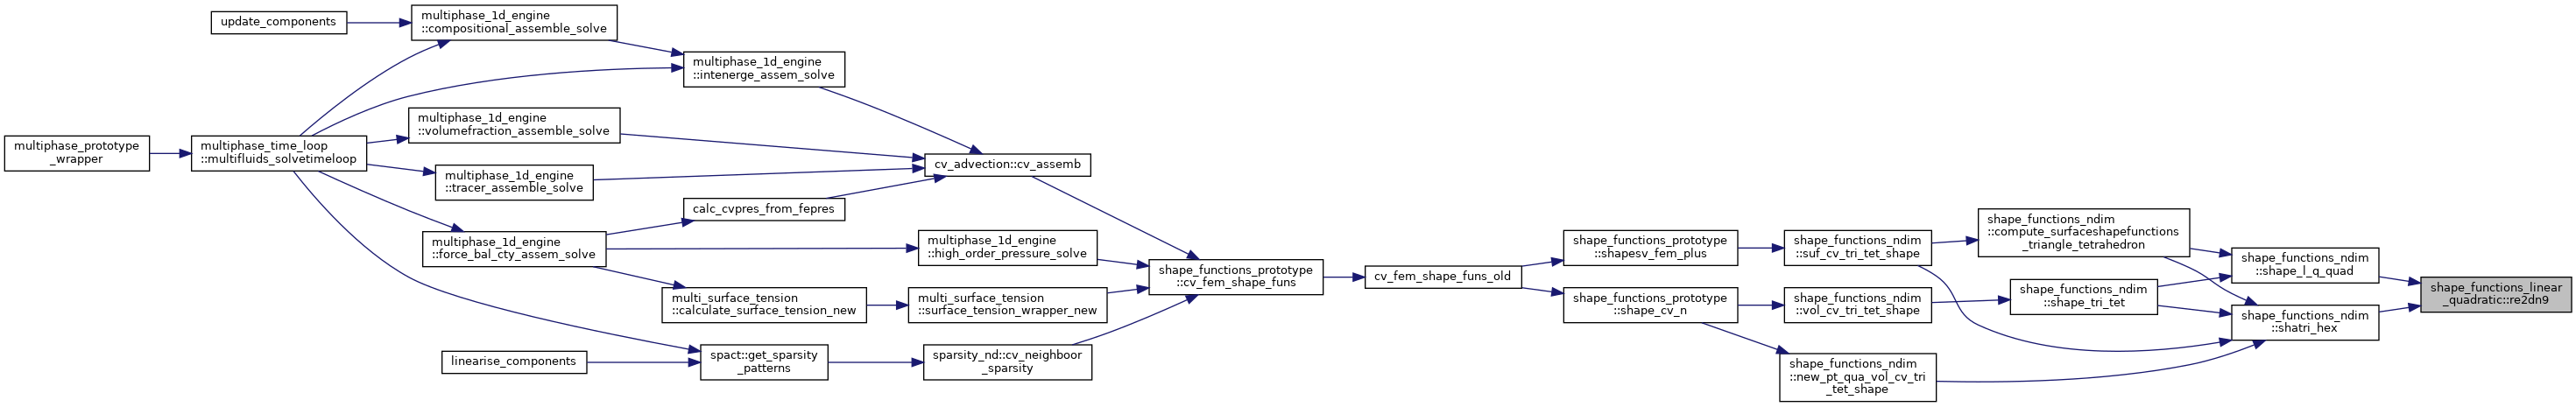 update_components
multiphase_1d_engine
::compositional_assemble_solve
multiphase_1d_engine
::intenerge_assem_solve
multiphase_1d_engine
::volumefraction_assemble_solve
multiphase_prototype
_wrapper
multiphase_time_loop
::multifluids_solvetimeloop
cv_advection::cv_assemb
multiphase_1d_engine
::tracer_assemble_solve
calc_cvpres_from_fepres
multiphase_1d_engine
::force_bal_cty_assem_solve
multiphase_1d_engine
::high_order_pressure_solve
multi_surface_tension
::calculate_surface_tension_new
multi_surface_tension
::surface_tension_wrapper_new
linearise_components
spact::get_sparsity
_patterns
sparsity_nd::cv_neighboor
_sparsity
shape_functions_prototype
::cv_fem_shape_funs
cv_fem_shape_funs_old
shape_functions_prototype
::shapesv_fem_plus
shape_functions_prototype
::shape_cv_n
shape_functions_ndim
::suf_cv_tri_tet_shape
shape_functions_ndim
::vol_cv_tri_tet_shape
shape_functions_ndim
::new_pt_qua_vol_cv_tri
_tet_shape
shape_functions_ndim
::compute_surfaceshapefunctions
_triangle_tetrahedron
shape_functions_ndim
::shape_tri_tet
shape_functions_ndim
::shape_l_q_quad
shape_functions_ndim
::shatri_hex
shape_functions_linear
_quadratic::re2dn9